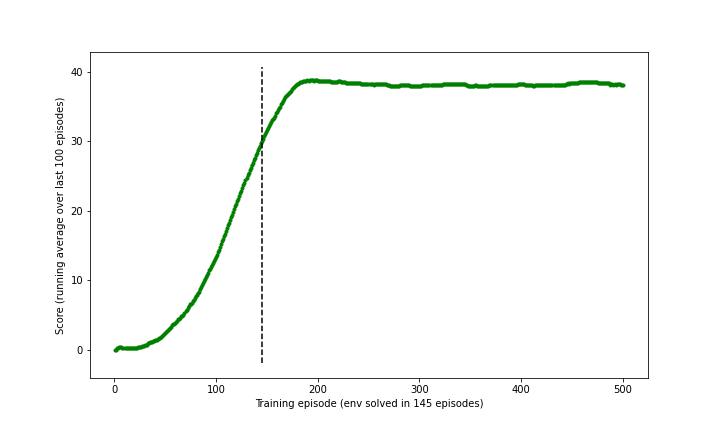 Score (running average over last 100 episodes)
40
30
20
10
0
0 100 200 300 400 500
Training episode (env solved in 145 episodes)